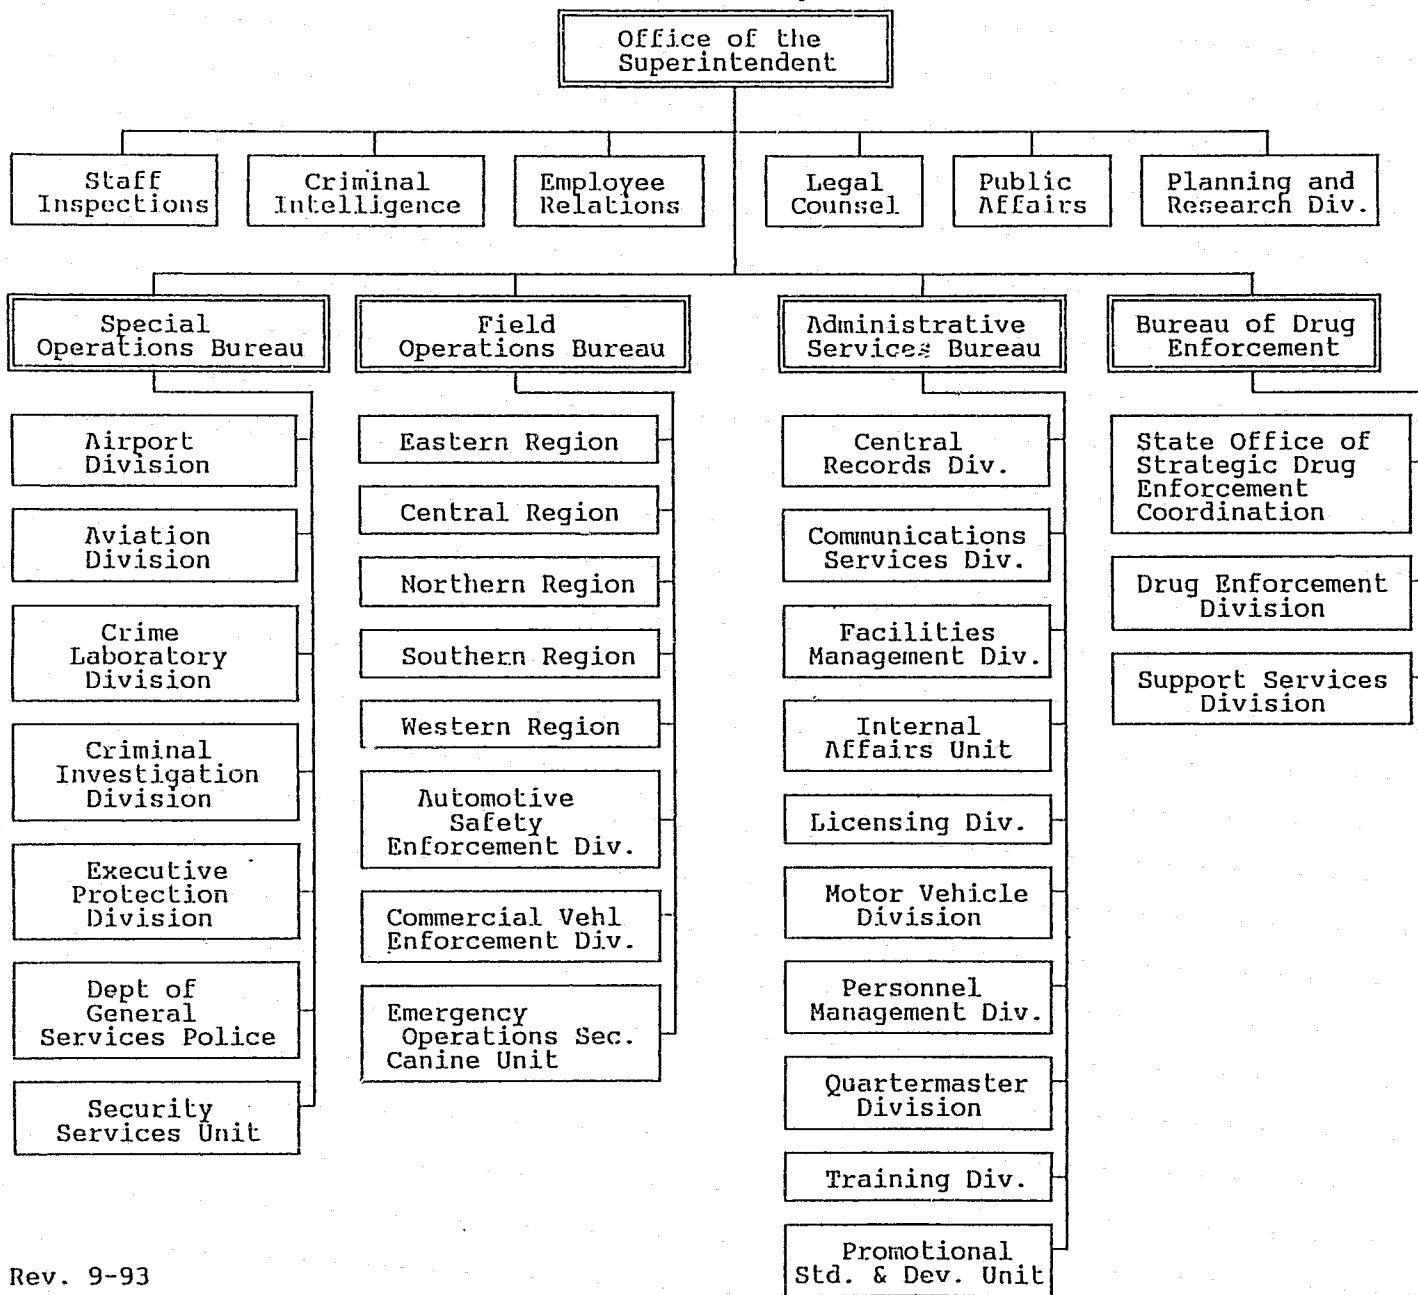 Office of the
Superintendent
Staff
Inspections
Criminal
Intelligence
Employee
Relations
Legal
Counsel
Public
Affairs
Planning and
Research Div.
Special
Operations Bureau
Field
Operations Bureau
Administrative
Services Bureau
Bureau of Drug
Enforcement
Airport
Division
Aviation
Division
Crime
Laboratory
Division
Criminal
Investigation
Division
Executive
Protection
Division
Dept of
General
Services Police
Security
Services Unit
Eastern Region
Central Region
Northern Region
Southern Region
Western Region
Automotive
Safety
Enforcement Div.
Commercial Vehl
Enforcement Div.
Emergency
Operations Sec.
Canine Unit
Central
Records Div.
Communications
Services Div.
Facilities
Management Div.
Internal
Affairs Unit
Licensing Div.
Motor Vehicle
Division
Personnel
Management Div.
Quartermaster
Division
Training Div.
Promotional
Std. & Dev. Unit
State Office of
Strategic Drug
Enforcement
Coordination
Drug Enforcement
Division
Support Services
Division
Rev. 9-93